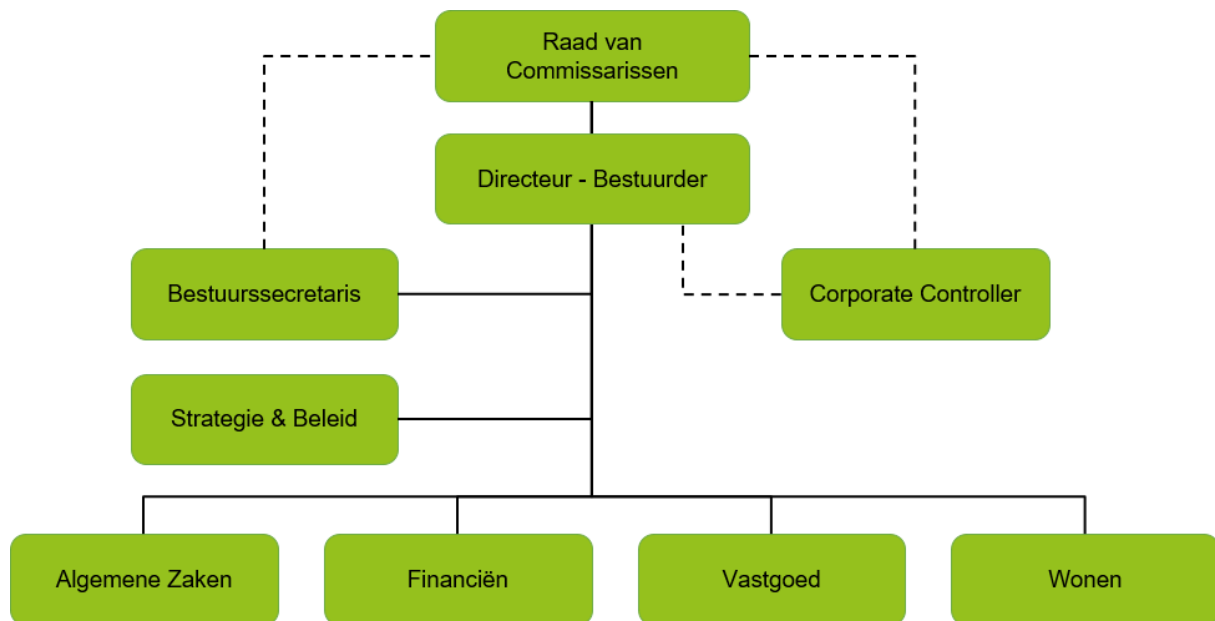 Raad van
Commissarissen
Directeur - Bestuurder
Bestuurssecretaris
Corporate Controller
Strategie & Beleid
Algemene Zaken
Financiën
Vastgoed
Wonen